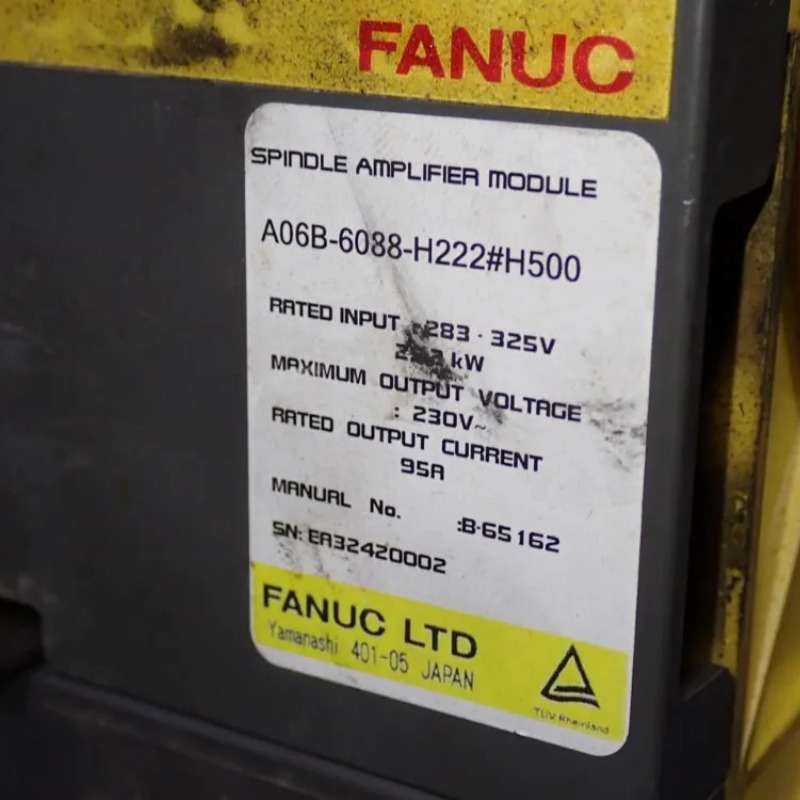 FANUC
SPINDLE AMPLIFIER MODULE
A06B-6088-H222#H500
RATED INPUT : 283 - 325V
kW
MAXIMUM OUTPUT VOLTAGE
: 230V~
RATED OUTPUT CURRENT
95A
MANUAL No. :B-65162
SN: EA32420002
FANUC LTD
Yamanashi 401-05 JAPAN
TUV Rheinland